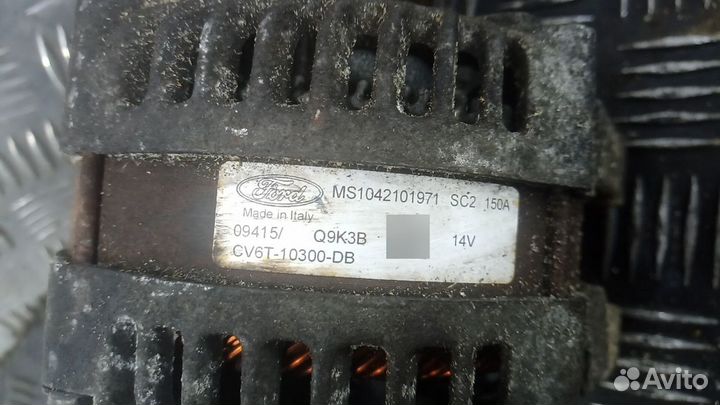 Ford MS1042101971 SC2 150A
Made in Italy
09415/ Q9K3B 14V
CV6T-10300-DB
Avito